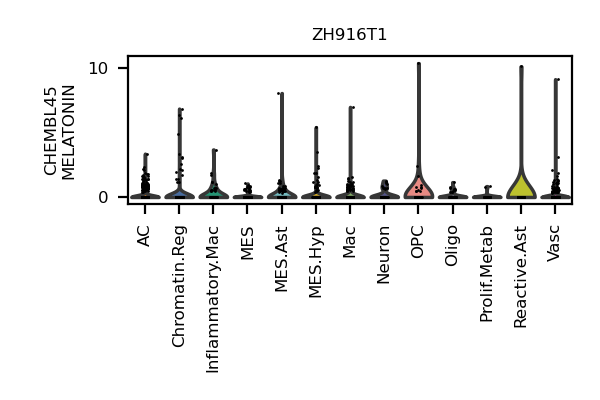 ZH916T1
CHEMBL45
MELATONIN
10
0
AC
Chromatin.Reg
Inflammatory.Mac
MES
MES.Ast
MES.Hyp
Mac
Neuron
OPC
Oligo
Prolif.Metab
Reactive.Ast
Vasc